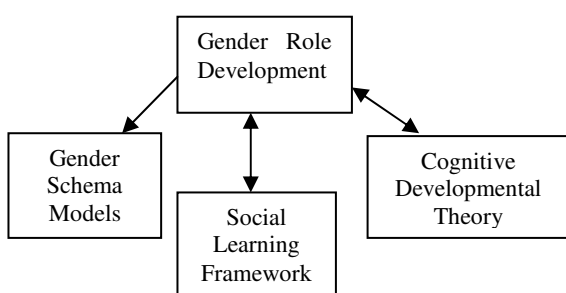 Gender Role
Development
Gender
Schema
Models
Social
Learning
Framework
Cognitive
Developmental
Theory